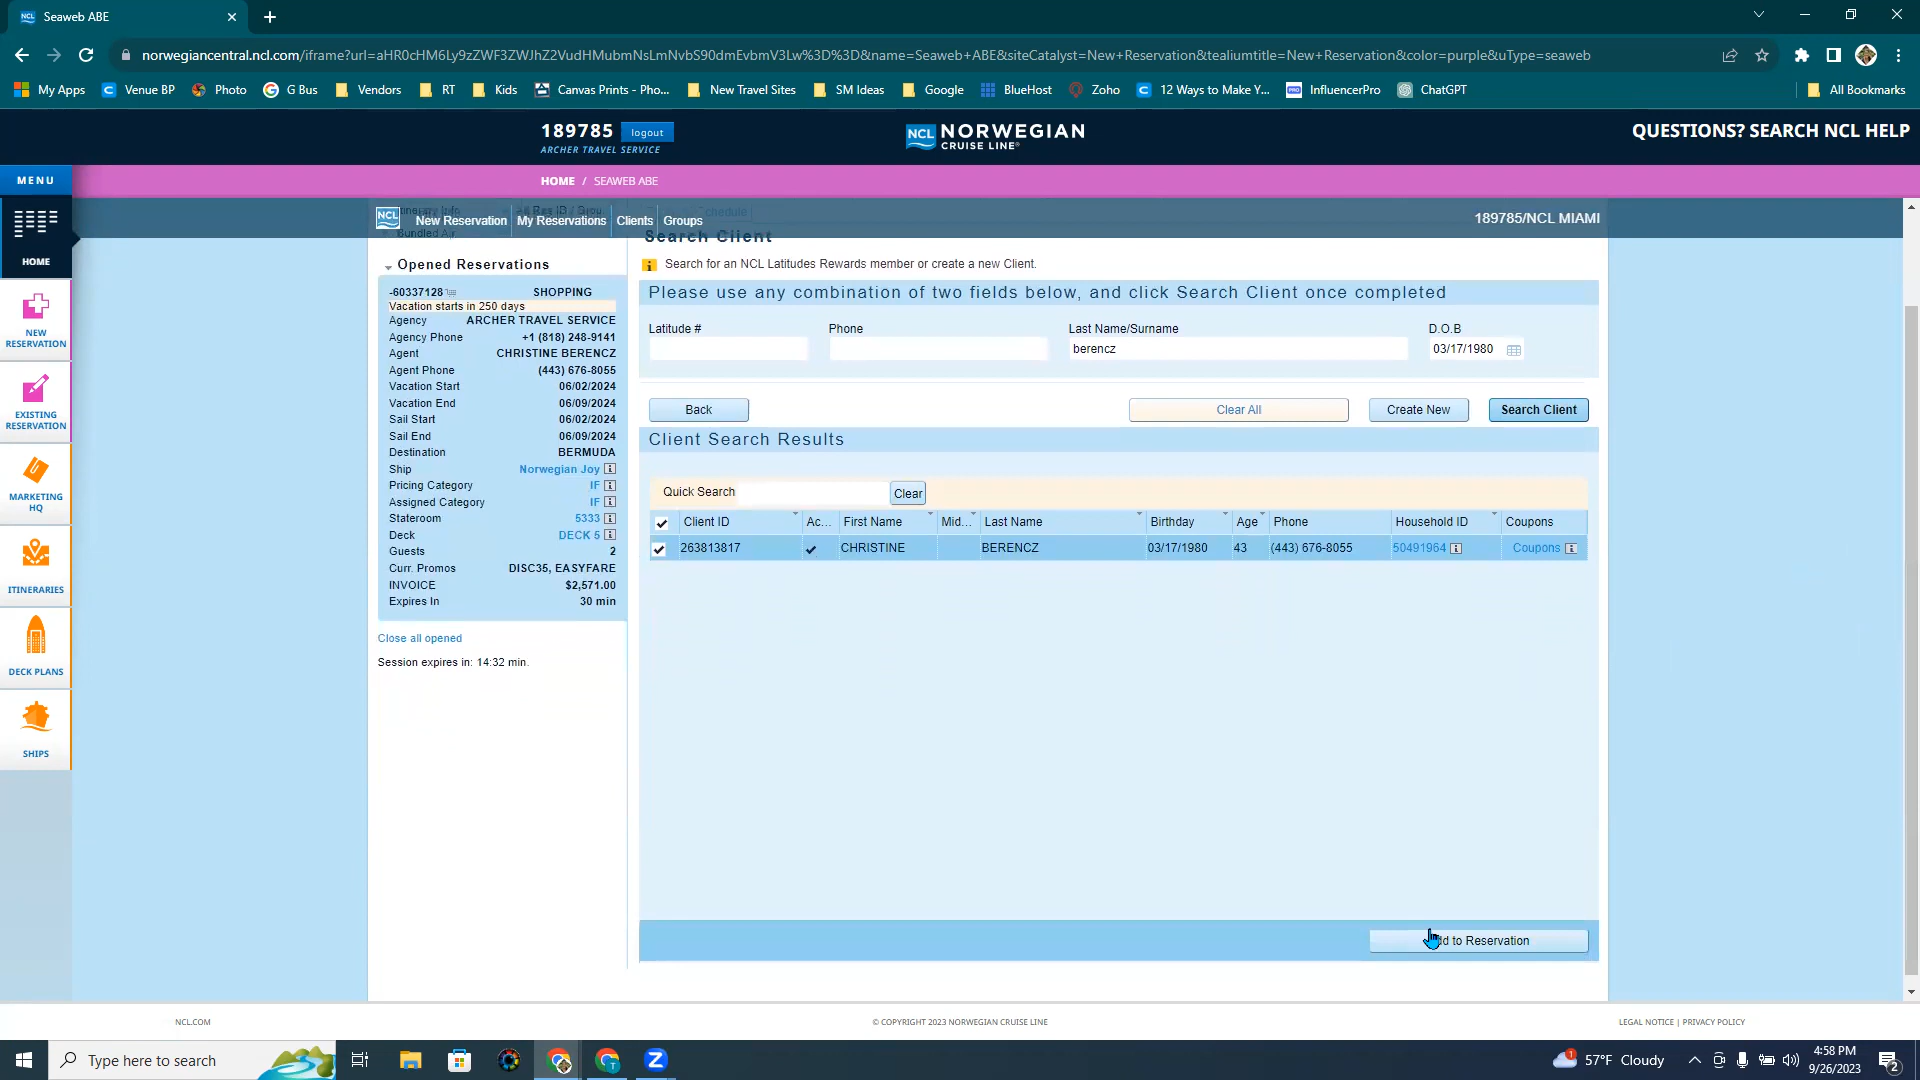 Seaweb ABE
norwegiancentral.ncl.com/iframe?url=aHR0cHM6Ly9zZWF3ZWJhZ2VudHMubmNsLmNvbS90dmEvbmV3Lw%3D%3D&name=Seaweb+ABE&siteCatalyst=New+Reservation&tealiumtitle=New+Reservation&color=purple&uType=seaweb
My Apps Venue BP Photo G Bus Vendors RT Kids Canvas Prints - Pho... New Travel Sites SM Ideas Google BlueHost Zoho 12 Ways to Make Y... InfluencerPro ChatGPT All Bookmarks
189785 logout
ARCHER TRAVEL SERVICE
NCL NORWEGIAN
CRUISE LINE®
QUESTIONS? SEARCH NCL HELP
MENU
HOME / SEAWEB ABE
NCL New Reservation My Reservations Clients Groups 189785/NCL MIAMI
HOME
NEW
RESERVATION
EXISTING
RESERVATION
MARKETING
HQ
ITINERARIES
DECK PLANS
SHIPS
Bundled Air
Opened Reservations
-60337128 SHOPPING
Vacation starts in 250 days
Agency ARCHER TRAVEL SERVICE
Agency Phone +1 (818) 248-9141
Agent CHRISTINE BERENCZ
Agent Phone (443) 676-8055
Vacation Start 06/02/2024
Vacation End 06/09/2024
Sail Start 06/02/2024
Sail End 06/09/2024
Destination BERMUDA
Ship Norwegian Joy
Pricing Category IF
Assigned Category IF
Stateroom 5333
Deck DECK 5
Guests 2
Curr. Promos DISC35, EASYFARE
INVOICE $2,571.00
Expires In 30 min
Close all opened
Session expires in: 14:32 min.
Search Client
Search for an NCL Latitudes Rewards member or create a new Client.
Please use any combination of two fields below, and click Search Client once completed
Latitude # Phone Last Name/Surname D.O.B
berencz 03/17/1980
Back Clear All Create New Search Client
Client Search Results
Quick Search Clear
Client ID Ac... First Name Mid... Last Name Birthday Age Phone Household ID Coupons
263813817 CHRISTINE BERENCZ 03/17/1980 43 (443) 676-8055 50491964 Coupons
to Reservation
NCL.COM © COPYRIGHT 2023 NORWEGIAN CRUISE LINE LEGAL NOTICE | PRIVACY POLICY
Type here to search
1 57°F Cloudy
4:58 PM
9/26/2023
2